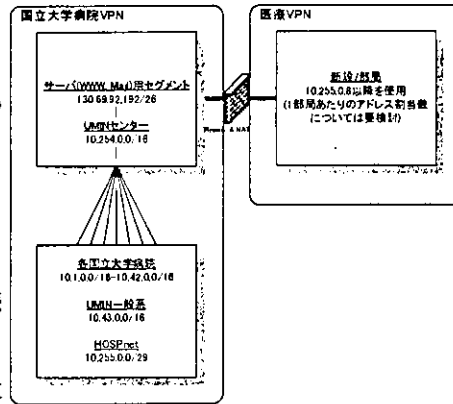 国立大学病院VPN
サーバ(WWW, Mail)用セグメント
130.69.92.192/26
UMINセンター
10.254.0.0/16
各国立大学病院
10.1.0.0/16-10.42.0.0/16
UMIN一般系
10.43.0.0/16
HOSPnet
10.255.0.0/29
& NAT
医療VPN
施設/部局
10.255.0.8以降を使用
(1部局あたりのアドレス割当数
については要検討)